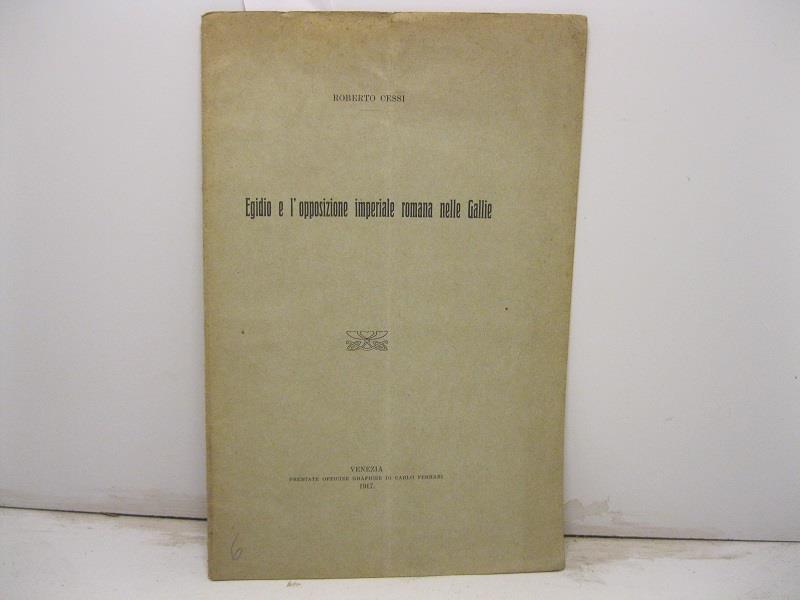 ROBERTO CESSI
Egidio e l'opposizione imperiale romana nelle Gallie
VENEZIA
PREMIATE OFFICINE GRAFICHE DI CARLO FERRARI
1917.
6